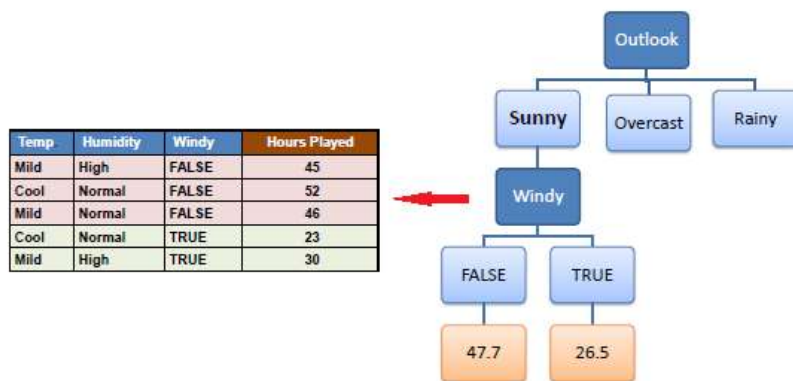 Outlook
Sunny Overcast Rainy
Temp Humidity Windy Hours Played
Mild High FALSE 45
Cool Normal FALSE 52
Mild Normal FALSE 46
Cool Normal TRUE 23
Mild High TRUE 30
Windy
FALSE TRUE
47.7 26.5